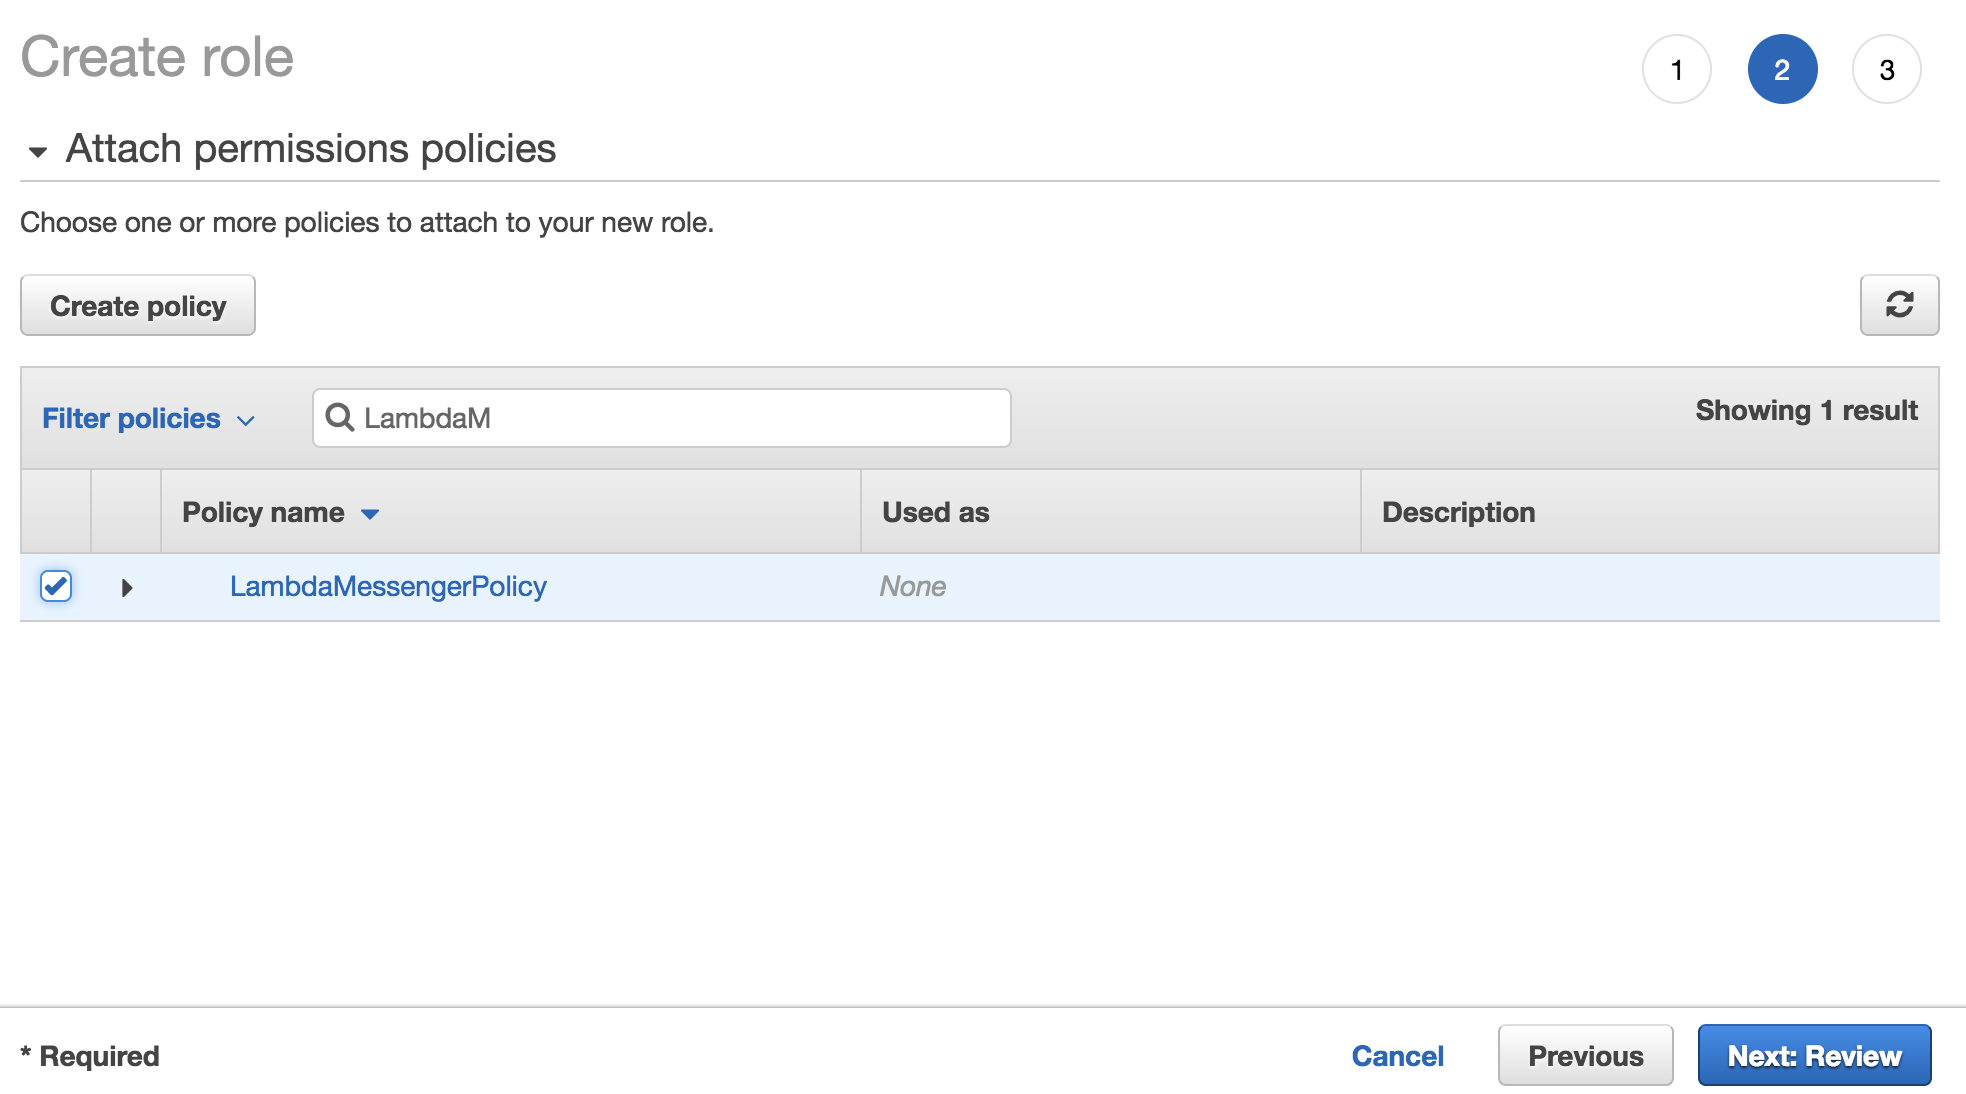 Create role
1 2 3
Attach permissions policies
Choose one or more policies to attach to your new role.
Create policy
Filter policies LambdaM Showing 1 result
Policy name Used as Description
LambdaMessengerPolicy None
* Required Cancel Previous Next: Review